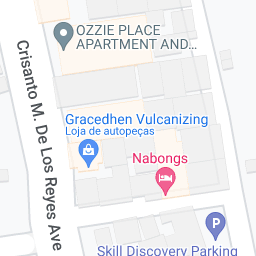 OZZIE PLACE
APARTMENT AND...
Crisanto M. De Los Reyes Ave
Gracedhen Vulcanizing
Loja de autopeças
Nabongs
P
Skill Discovery Parking